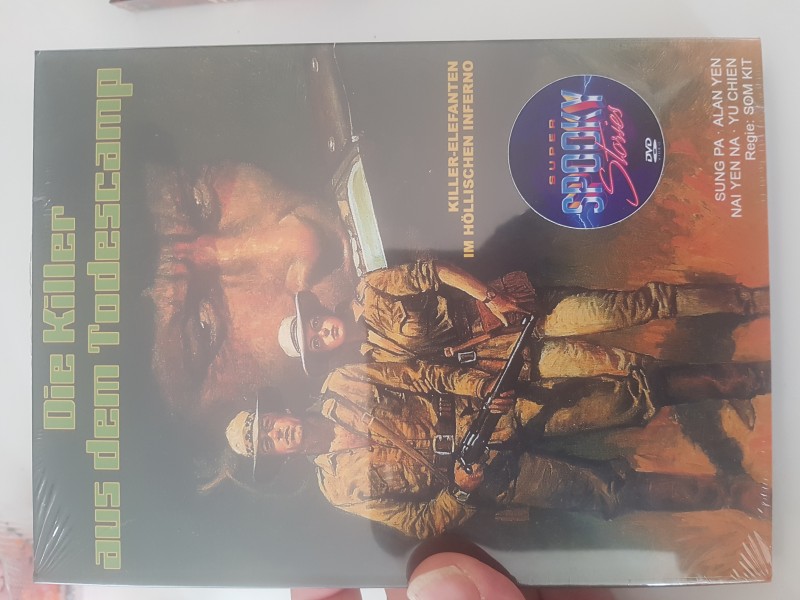 Die Killer
aus dem Todescamp
KILLER-ELEFANTEN
IM HÖLLISCHEN INFERNO
SUPER
SPOOKY
Stories
DVD
SUNG PA · ALAN YEN
NAI YEN NA · YU CHIEN
Regie: SOM KIT